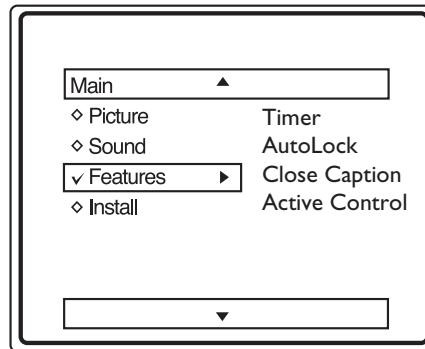 Main
Picture
Sound
Features
Install
Timer
AutoLock
Close Caption
Active Control